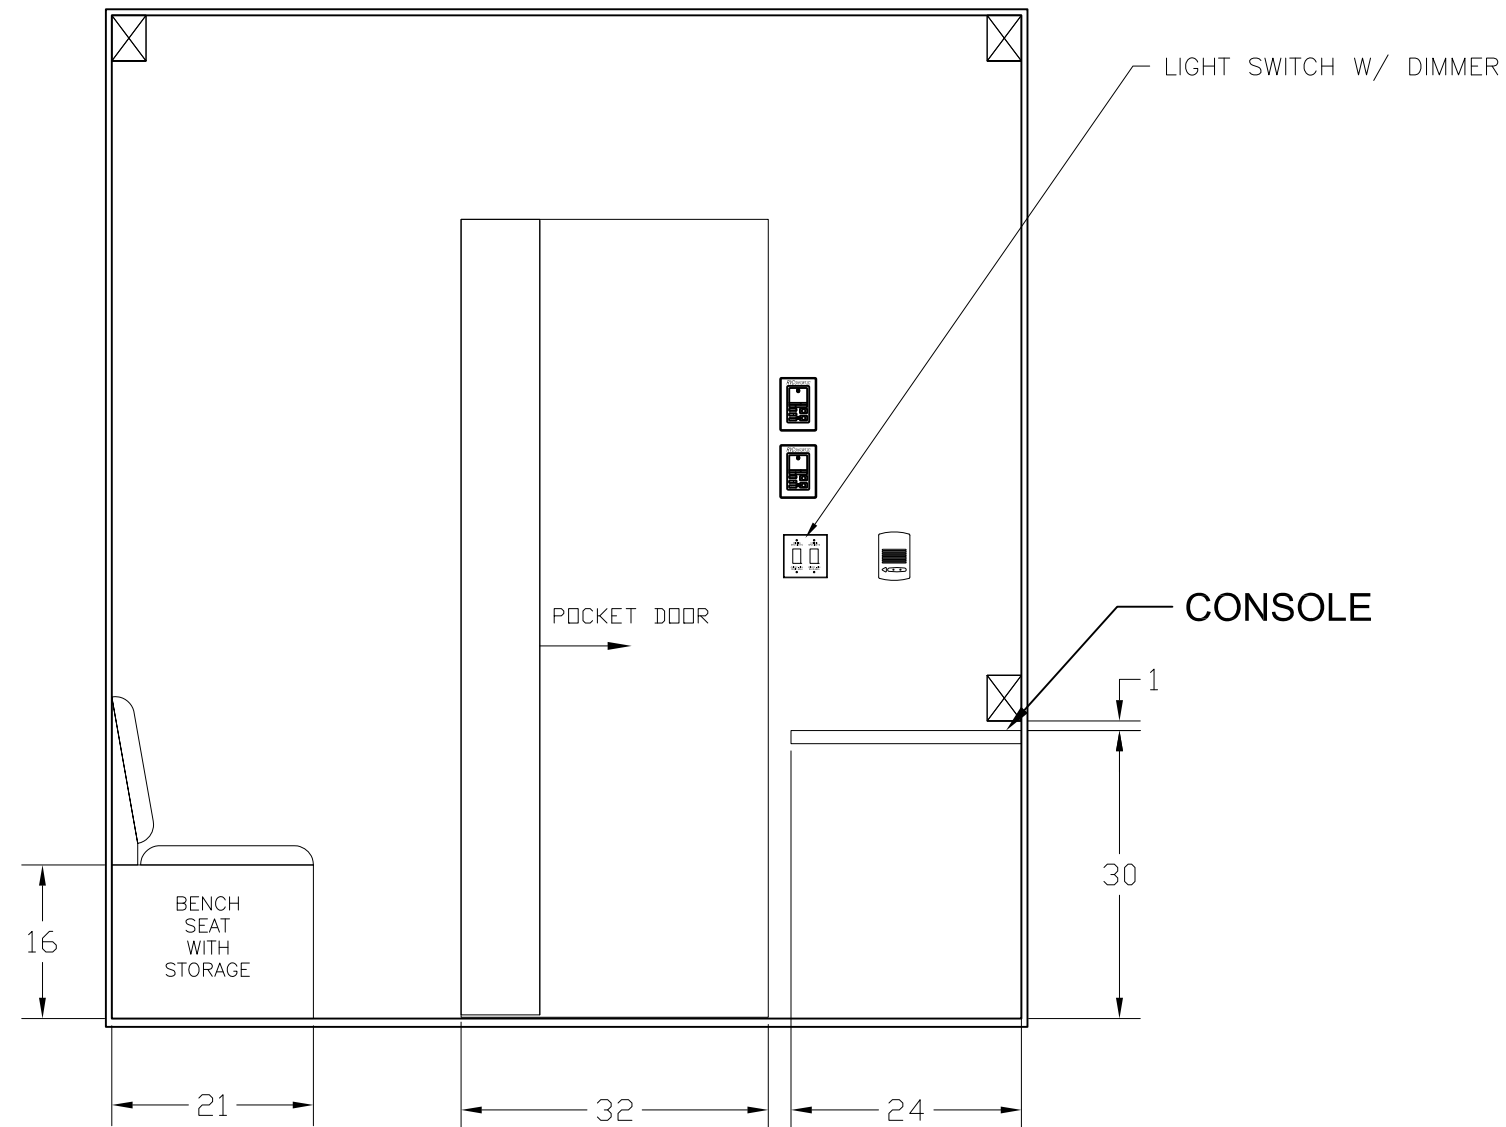 LIGHT SWITCH W/ DIMMER
POCKET DOOR
CONSOLE
1
30
BENCH
SEAT
WITH
STORAGE
16
21
32
24